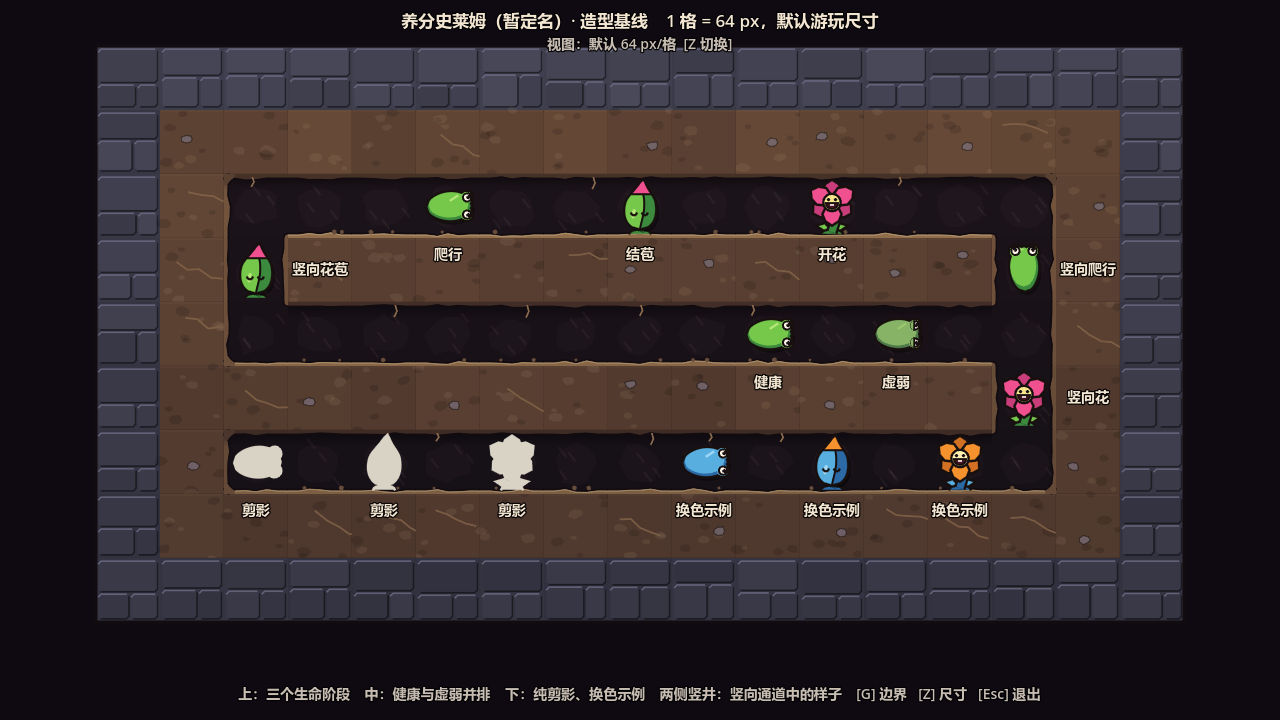 养分史莱姆（暂定名）· 造型基线　1 格 = 64 px，默认游玩尺寸
视图：默认 64 px/格 [Z 切换]
爬行
结苞
开花
竖向花苞
竖向爬行
健康
虚弱
竖向花
剪影
剪影
剪影
换色示例
换色示例
换色示例
上：三个生命阶段　中：健康与虚弱并排　下：纯剪影、换色示例　两侧竖井：竖向通道中的样子　[G] 边界　[Z] 尺寸　[Esc] 退出